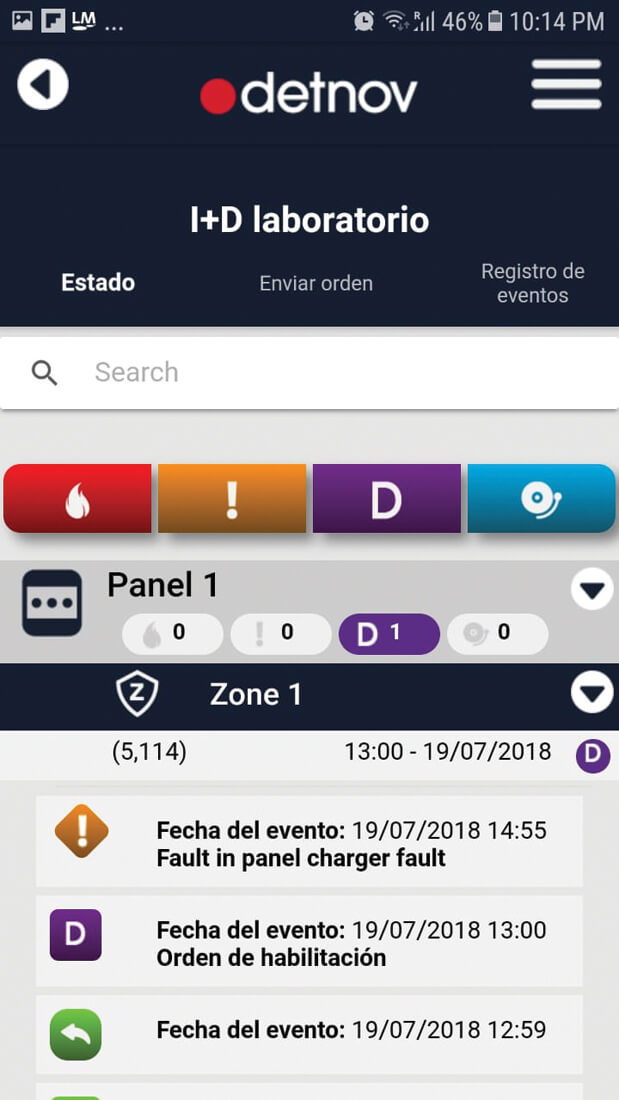 LM ... R 46% 10:14 PM
detnov
I+D laboratorio
Estado
Enviar orden
Registro de
eventos
Search
! D
Panel 1
0 ! 0 D 1 0
Z Zone 1
(5,114) 13:00 - 19/07/2018 D
! Fecha del evento: 19/07/2018 14:55
Fault in panel charger fault
D Fecha del evento: 19/07/2018 13:00
Orden de habilitación
Fecha del evento: 19/07/2018 12:59